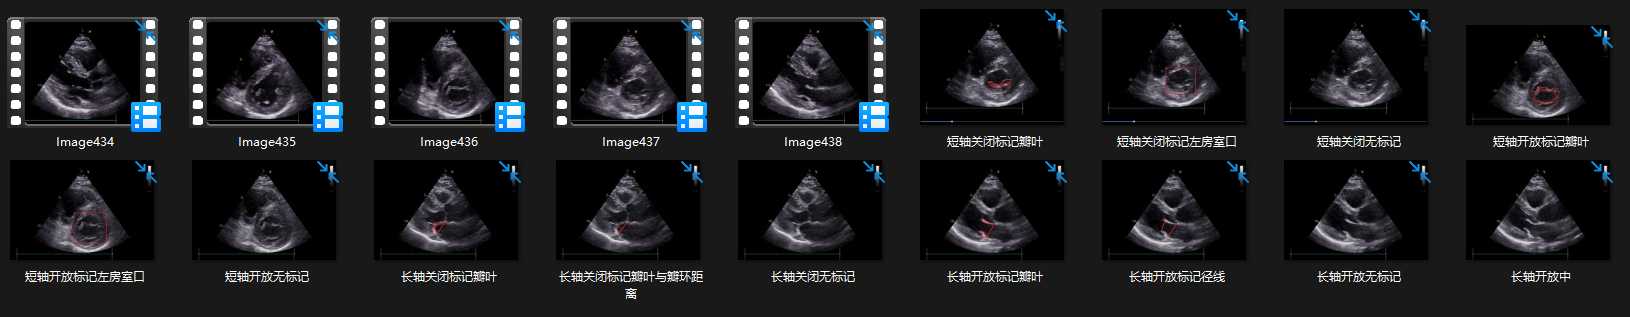 Image434
Image435
Image436
Image437
Image438
短轴关闭标记瓣叶
短轴关闭标记左房室口
短轴关闭无标记
短轴开放标记瓣叶
短轴开放标记左房室口
短轴开放无标记
长轴关闭标记瓣叶
长轴关闭标记瓣叶与瓣环距
离
长轴关闭无标记
长轴开放标记瓣叶
长轴开放标记径线
长轴开放无标记
长轴开放中